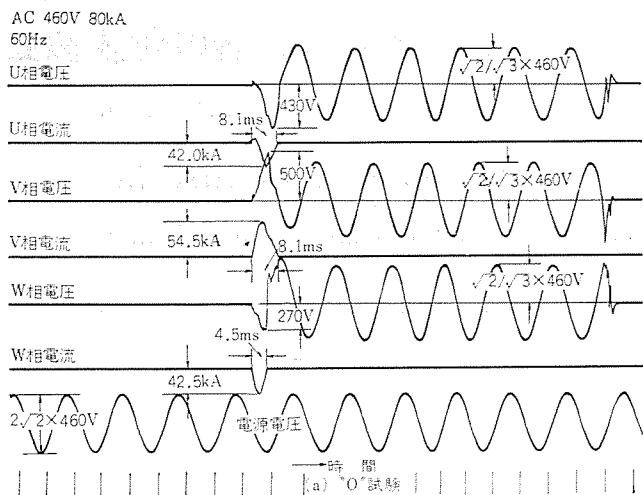 AC 460V 80kA
60Hz
U相電圧
√2/√3×460V
430V
8.1ms
U相電流
42.0kA
V相電圧
500V
√2/√3×460V
V相電流
54.5kA
8.1ms
W相電圧
√2/√3×460V
270V
4.5ms
W相電流
42.5kA
2√2×460V
電源電圧
時間
(a) "O"試験